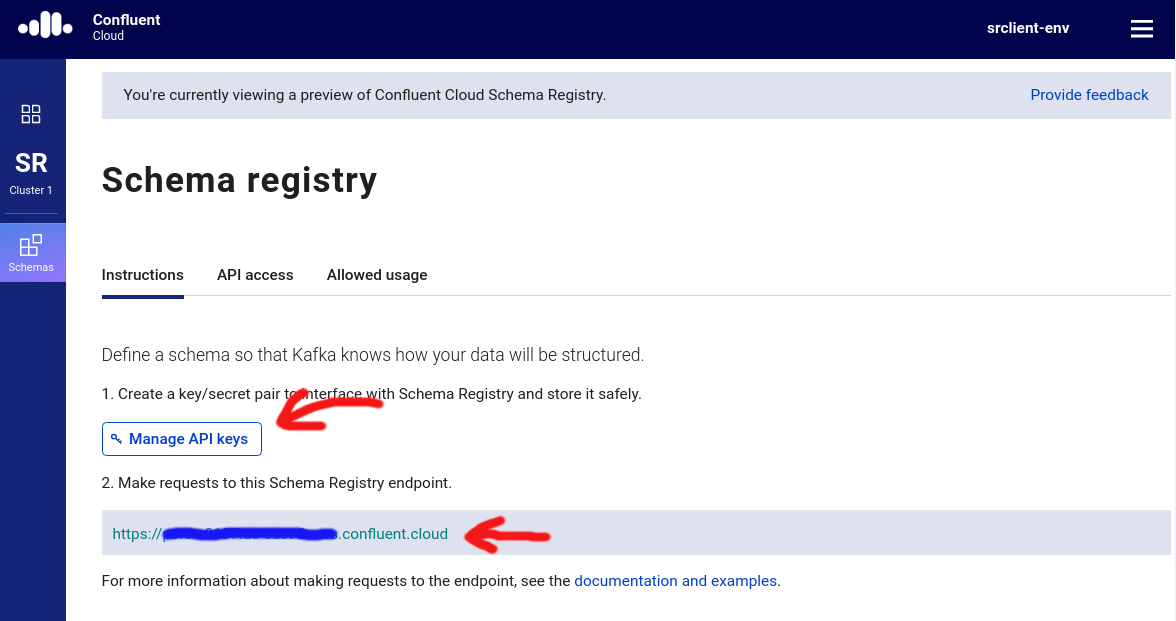 Confluent
Cloud
srclient-env
You're currently viewing a preview of Confluent Cloud Schema Registry.
Provide feedback
SR
Cluster 1
Schemas
Schema registry
Instructions
API access
Allowed usage
Define a schema so that Kafka knows how your data will be structured.
1. Create a key/secret pair to interface with Schema Registry and store it safely.
Manage API keys
2. Make requests to this Schema Registry endpoint.
https:// .confluent.cloud
For more information about making requests to the endpoint, see the documentation and examples.